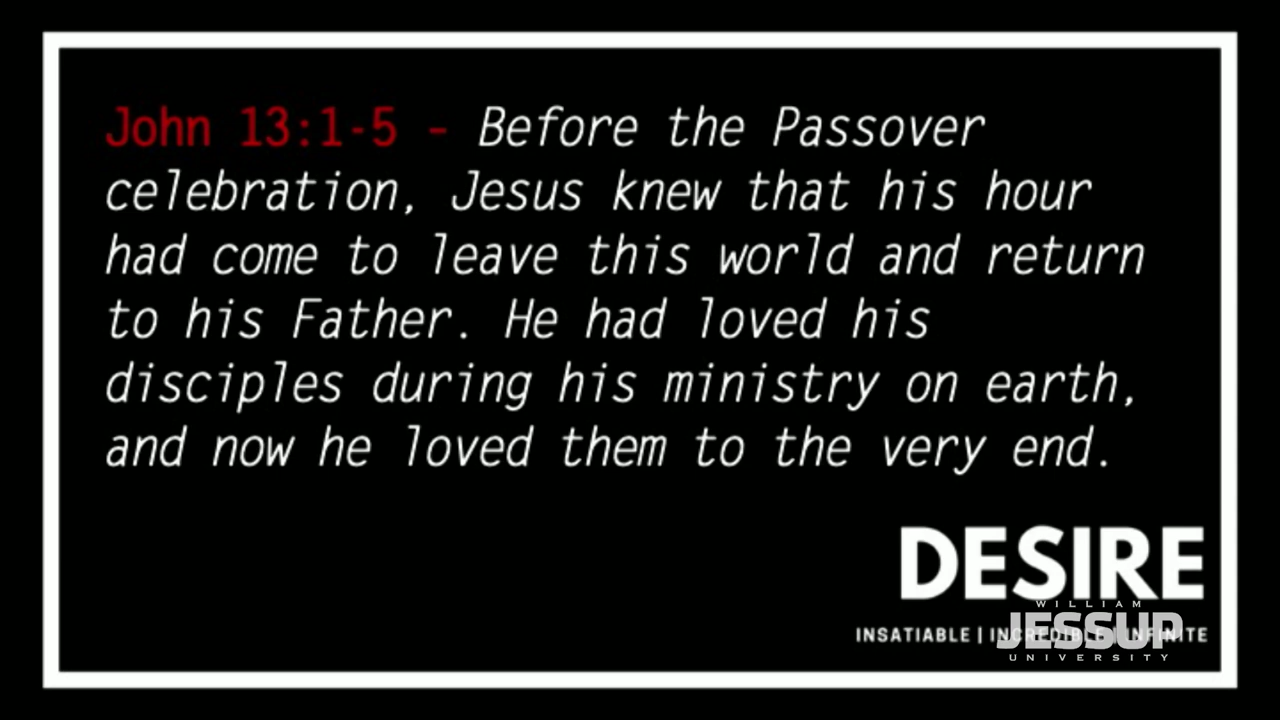 John 13:1-5 - Before the Passover
celebration, Jesus knew that his hour
had come to leave this world and return
to his Father. He had loved his
disciples during his ministry on earth,
and now he loved them to the very end.
DESIRE
INSATIABLE | INCREDIBLE | INFINITE
WILLIAM
JESSUP
UNIVERSITY